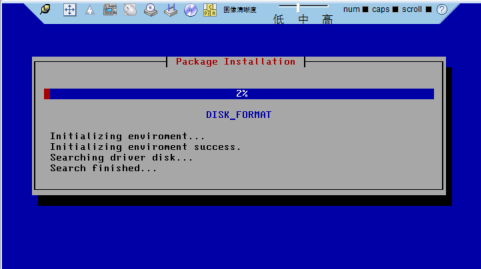 图像清晰度 低 中 高 num caps scroll ?
Package Installation
2%
DISK_FORMAT
Initializing enviroment...
Initializing enviroment success.
Searching driver disk...
Search finished...